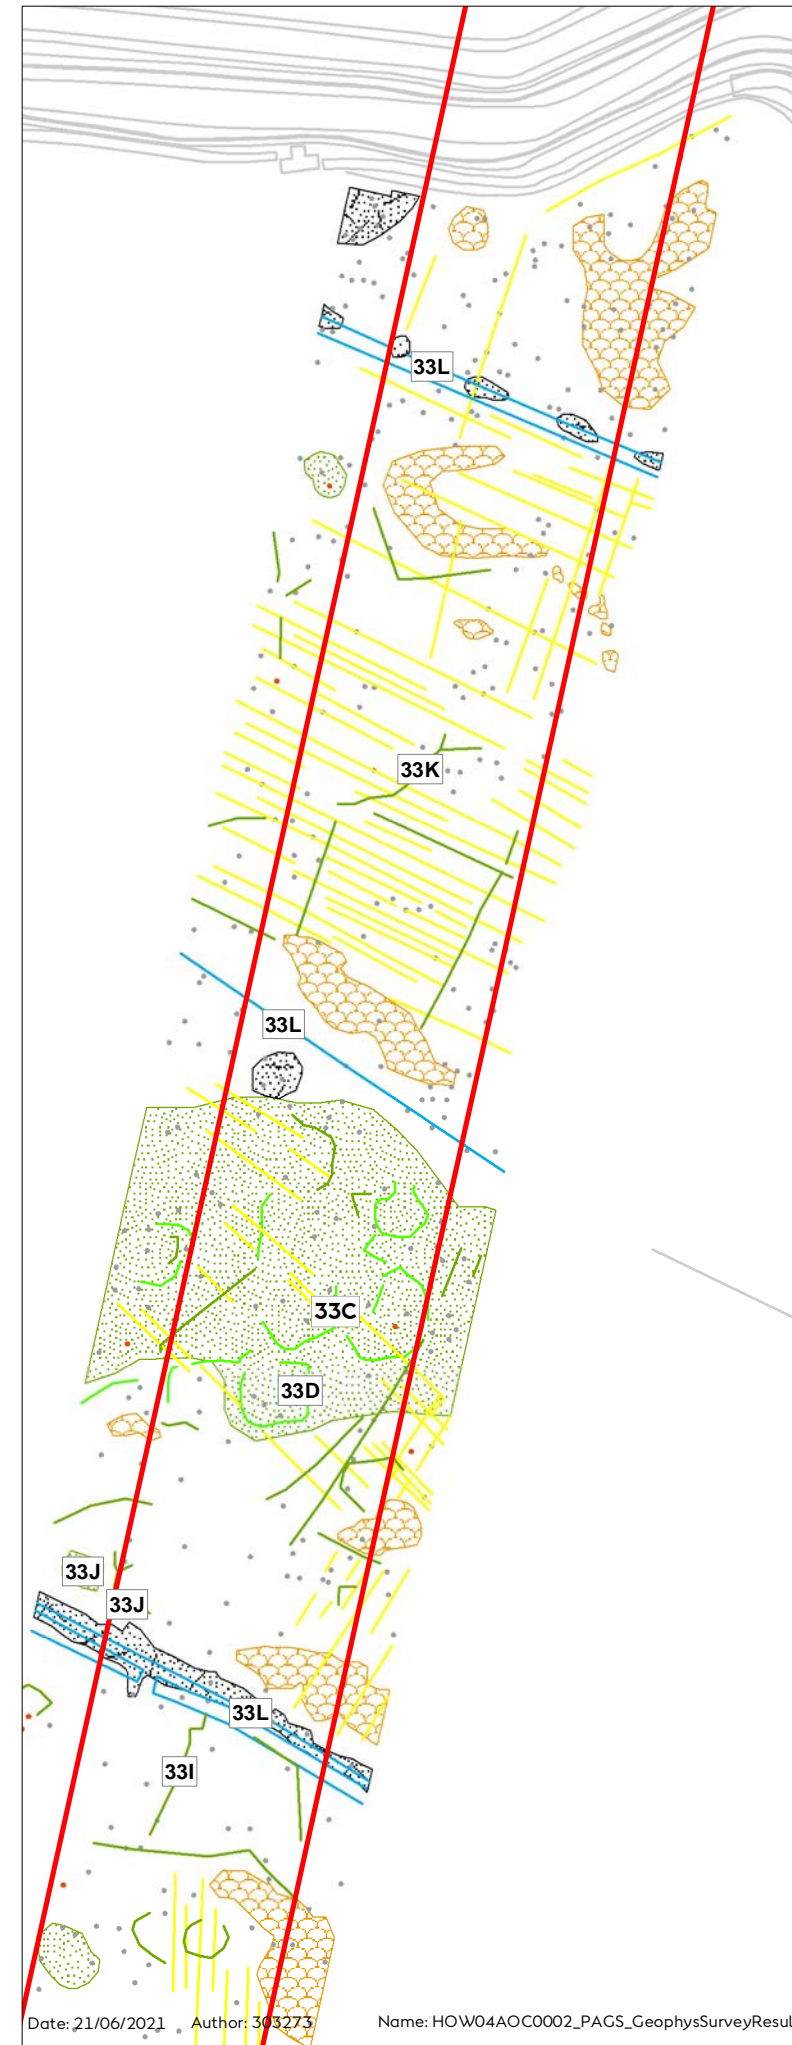 33L
33K
33L
33C
33D
33J
33J
33L
33I
Date: 21/06/2021 Author: 303273 Name: HOW04AOC0002_PAGS_GeophysSurveyResul